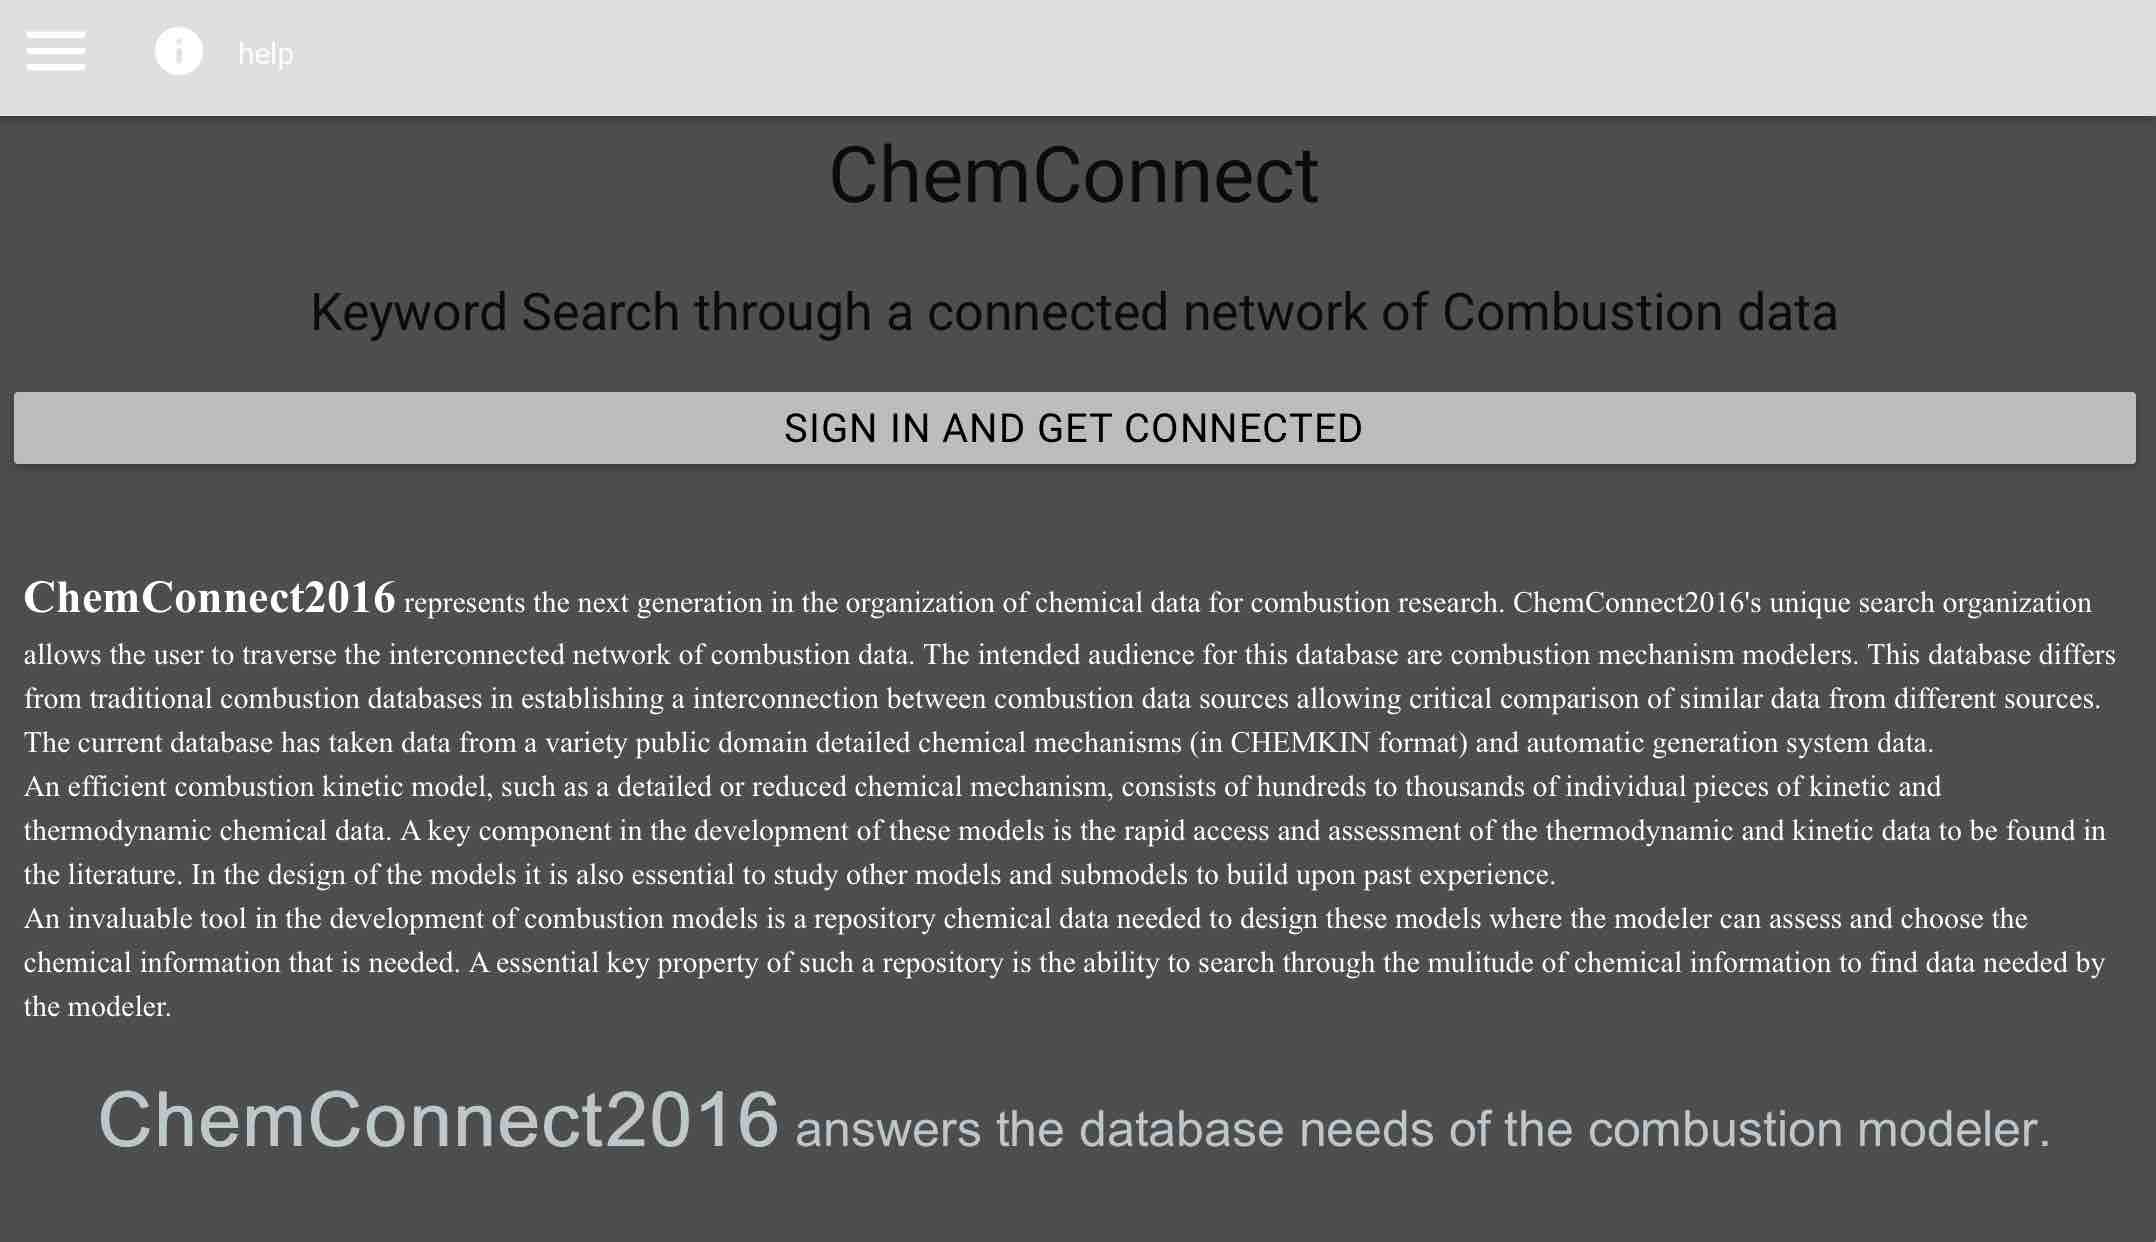 help
ChemConnect
Keyword Search through a connected network of Combustion data
SIGN IN AND GET CONNECTED
ChemConnect2016 represents the next generation in the organization of chemical data for combustion research. ChemConnect2016's unique search organization
allows the user to traverse the interconnected network of combustion data. The intended audience for this database are combustion mechanism modelers. This database differs
from traditional combustion databases in establishing a interconnection between combustion data sources allowing critical comparison of similar data from different sources.
The current database has taken data from a variety public domain detailed chemical mechanisms (in CHEMKIN format) and automatic generation system data.
An efficient combustion kinetic model, such as a detailed or reduced chemical mechanism, consists of hundreds to thousands of individual pieces of kinetic and
thermodynamic chemical data. A key component in the development of these models is the rapid access and assessment of the thermodynamic and kinetic data to be found in
the literature. In the design of the models it is also essential to study other models and submodels to build upon past experience.
An invaluable tool in the development of combustion models is a repository chemical data needed to design these models where the modeler can assess and choose the
chemical information that is needed. A essential key property of such a repository is the ability to search through the mulitude of chemical information to find data needed by
the modeler.
ChemConnect2016 answers the database needs of the combustion modeler.